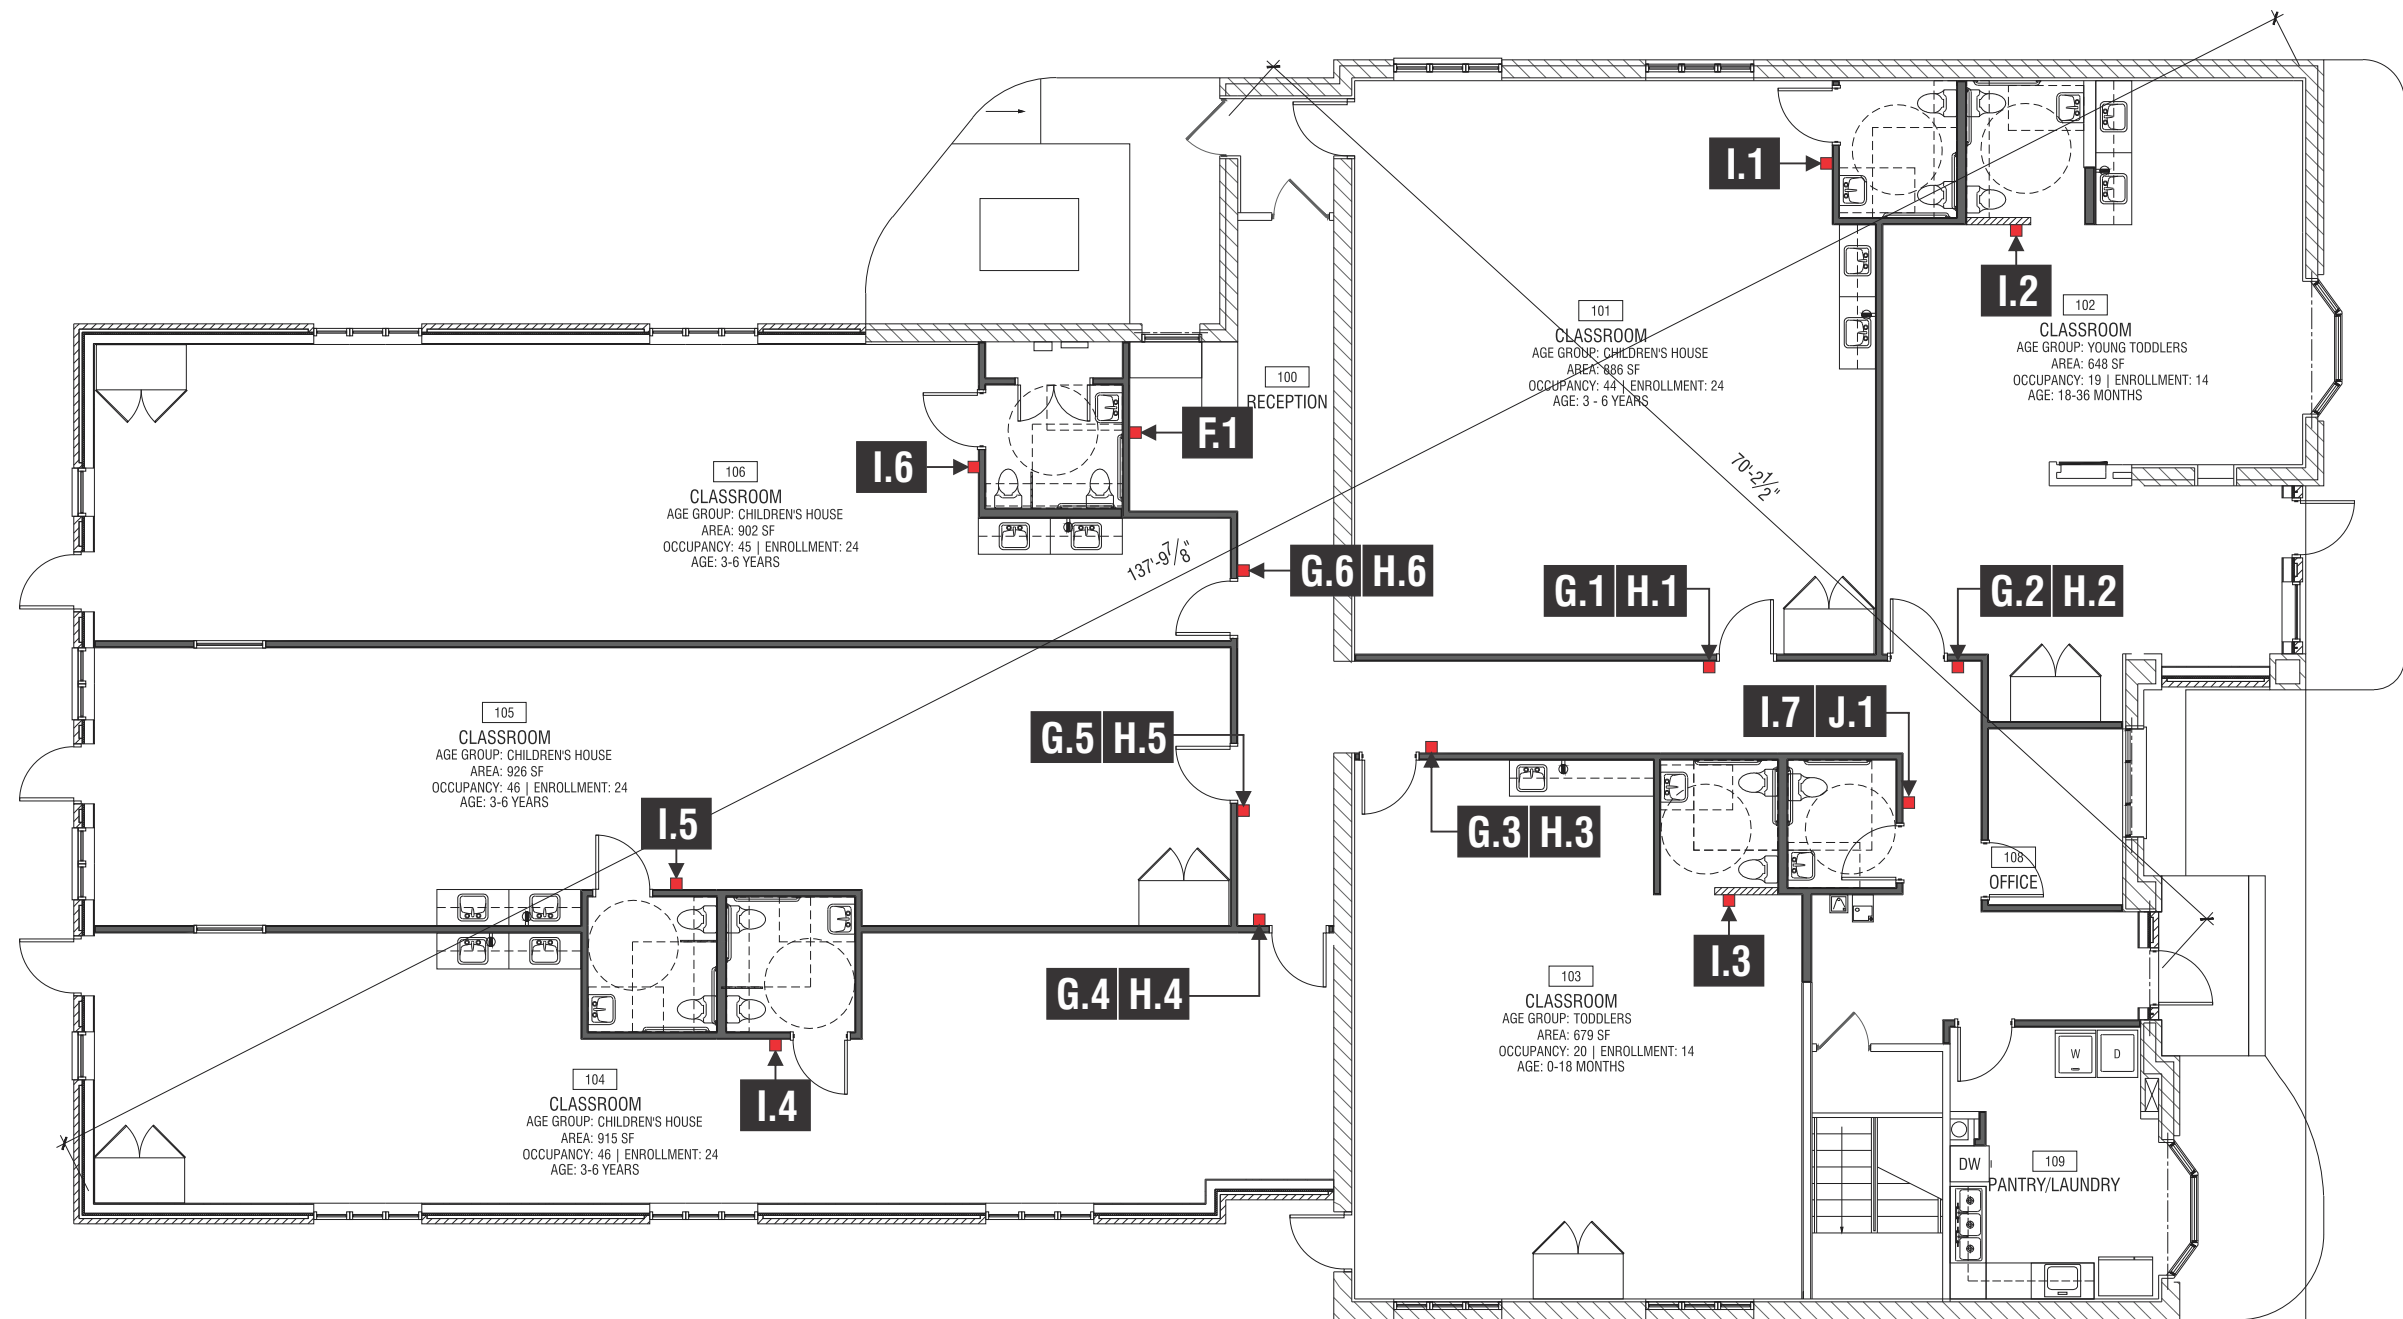 I.1
I.2
101
CLASSROOM
AGE GROUP: CHILDREN'S HOUSE
AREA: 886 SF
OCCUPANCY: 44 | ENROLLMENT: 24
AGE: 3 - 6 YEARS
102
CLASSROOM
AGE GROUP: YOUNG TODDLERS
AREA: 648 SF
OCCUPANCY: 19 | ENROLLMENT: 14
AGE: 18-36 MONTHS
100
RECEPTION
F.1
I.6
106
CLASSROOM
AGE GROUP: CHILDREN'S HOUSE
AREA: 902 SF
OCCUPANCY: 45 | ENROLLMENT: 24
AGE: 3-6 YEARS
70'-2 1/2"
137'-9 7/8"
G.6 H.6
G.1 H.1
G.2 H.2
105
CLASSROOM
AGE GROUP: CHILDREN'S HOUSE
AREA: 926 SF
OCCUPANCY: 46 | ENROLLMENT: 24
AGE: 3-6 YEARS
G.5 H.5
I.7 J.1
I.5
G.3 H.3
108
OFFICE
I.3
G.4 H.4
103
CLASSROOM
AGE GROUP: TODDLERS
AREA: 679 SF
OCCUPANCY: 20 | ENROLLMENT: 14
AGE: 0-18 MONTHS
W
D
I.4
104
CLASSROOM
AGE GROUP: CHILDREN'S HOUSE
AREA: 915 SF
OCCUPANCY: 46 | ENROLLMENT: 24
AGE: 3-6 YEARS
DW
109
PANTRY/LAUNDRY